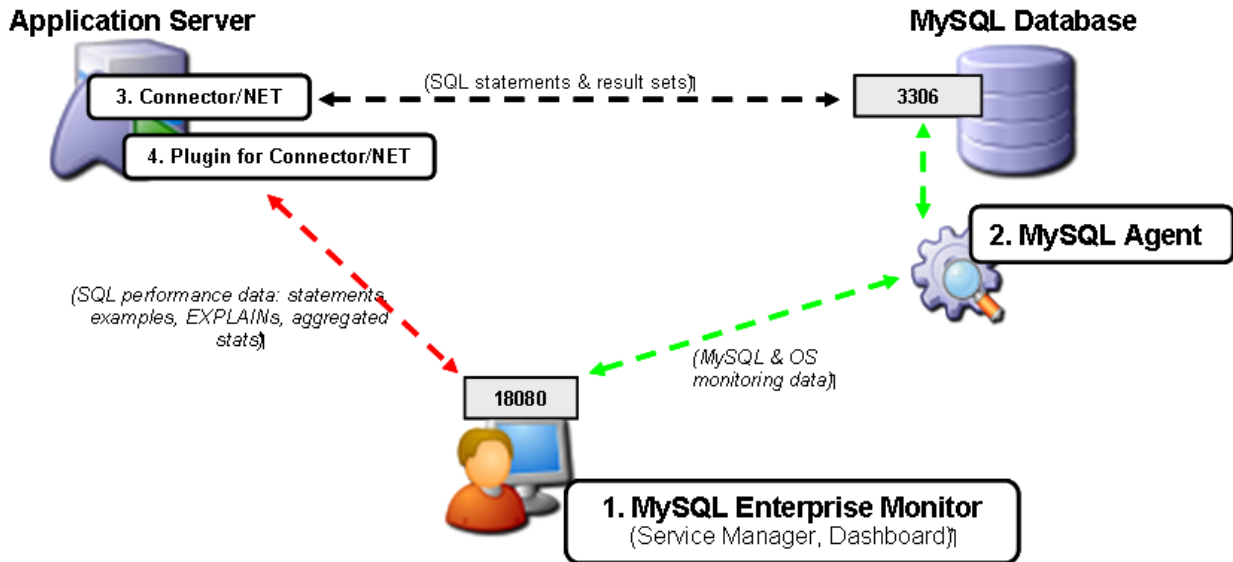 Application Server
MySQL Database
3. Connector/NET
(SQL statements & result sets)¶
3306
4. Plugin for Connector/NET
2. MySQL Agent
(SQL performance data: statements,
examples, EXPLAINs, aggregated
stats)¶
(MySQL & OS
monitoring data)¶
18080
1. MySQL Enterprise Monitor
(Service Manager, Dashboard)¶